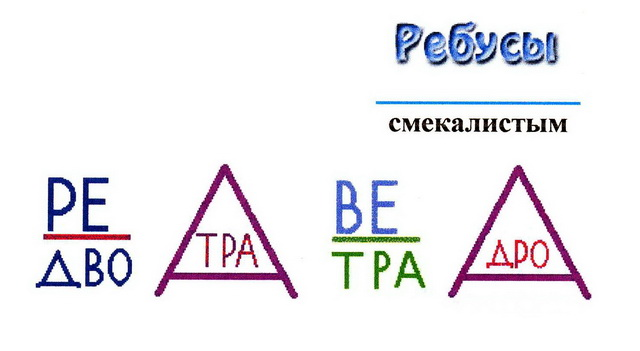 Ребусы
смекалистым
РЕ А ВЕ А
ДВО ТРА ТРА ДРО